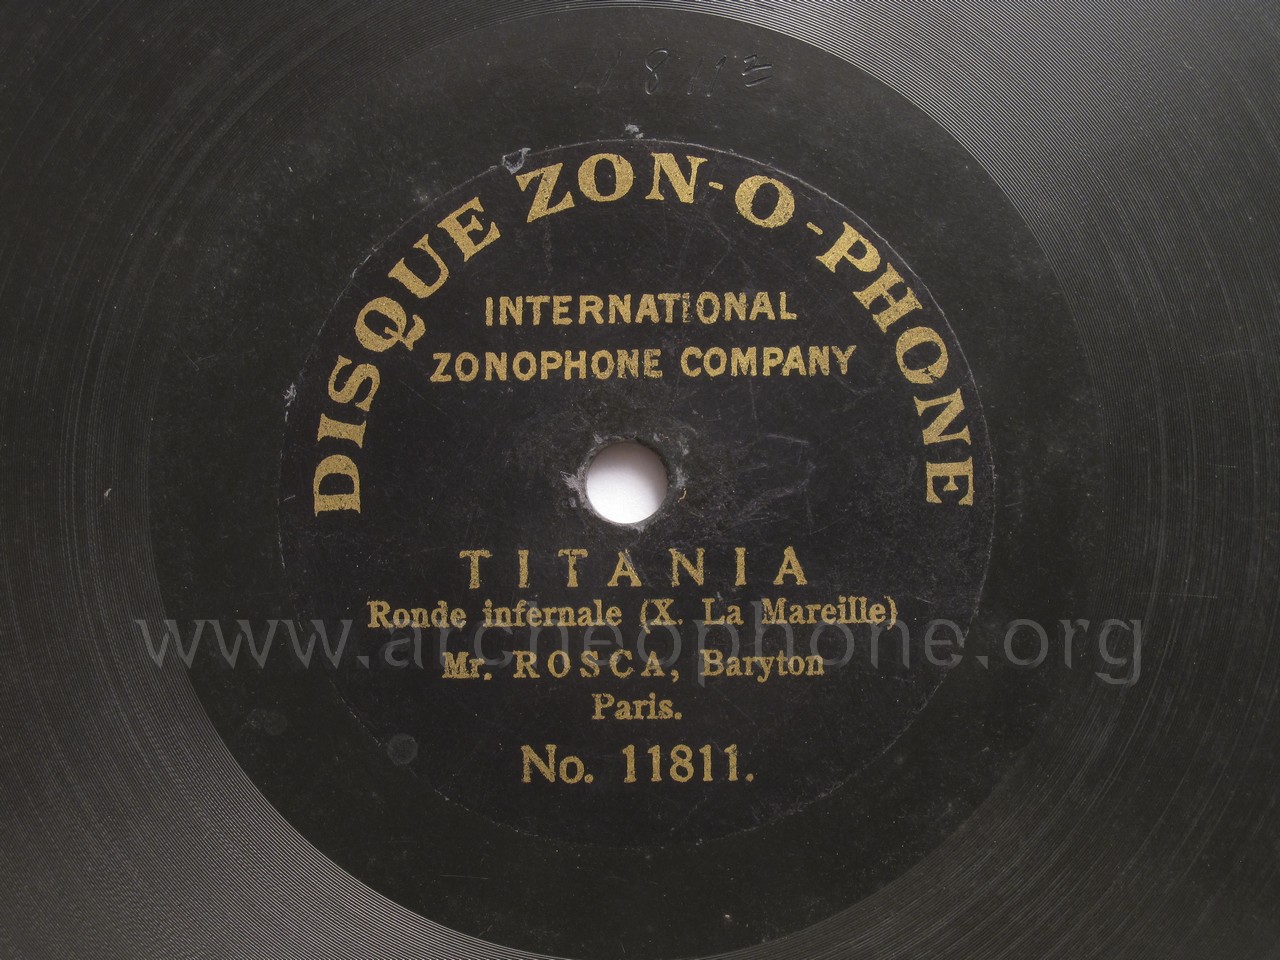 DISQUE ZON-O-PHONE
INTERNATIONAL
ZONOPHONE COMPANY
TITANIA
Ronde infernale (X. La Mareille)
www.archeophone.org
Mr. ROSCA, Baryton
Paris.
No. 11811.